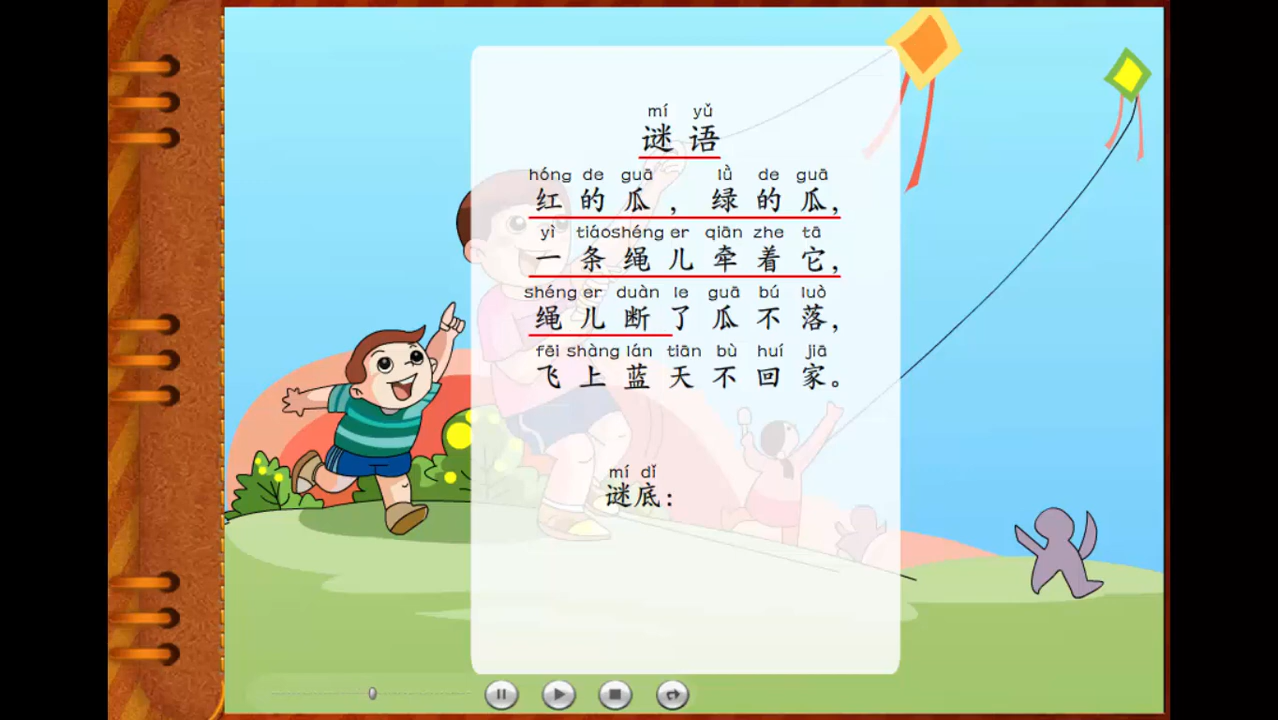 mí yǔ
谜 语
hóng de guā lǜ de guā
红 的 瓜 ， 绿 的 瓜，
yì tiáo shéng er qiān zhe tā
一 条 绳 儿 牵 着 它，
shéng er duàn le guā bú luò
绳 儿 断 了 瓜 不 落，
fēi shàng lán tiān bù huí jiā
飞 上 蓝 天 不 回 家。
mí dǐ
谜底：